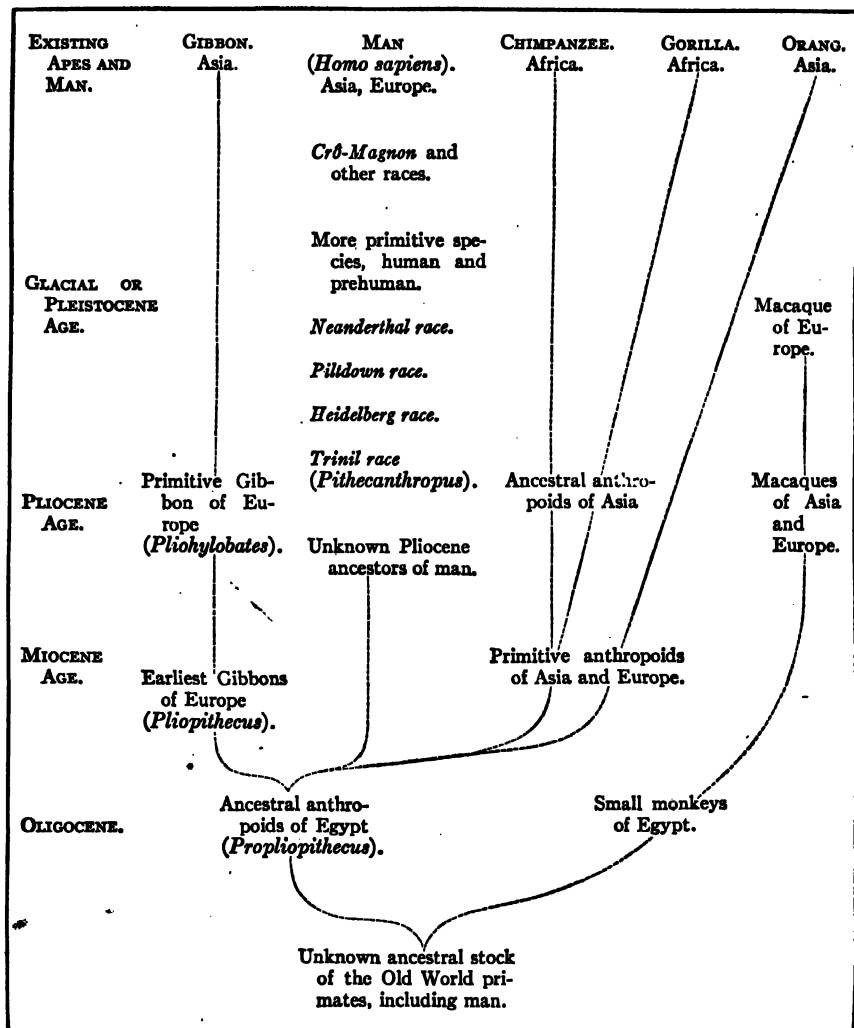 EXISTING APES AND MAN.
GIBBON.
Asia.
MAN
(Homo sapiens).
Asia, Europe.
CHIMPANZEE.
Africa.
GORILLA.
Africa.
ORANG.
Asia.
Crô-Magnon and
other races.
More primitive spe-
cies, human and
prehuman.
GLACIAL OR
PLEISTOCENE
AGE.
Neanderthal race.
Piltdown race.
Heidelberg race.
Trinil race
(Pithecanthropus).
Macaque
of Eu-
rope.
PLIOCENE
AGE.
Primitive Gib-
bon of Eu-
rope
(Pliohylobates).
Unknown Pliocene
ancestors of man.
Ancestral anthro-
poids of Asia
Macaques
of Asia
and
Europe.
MIOCENE
AGE.
Earliest Gibbons
of Europe
(Pliopithecus).
Primitive anthropoids
of Asia and Europe.
OLIGOCENE.
Ancestral anthro-
poids of Egypt
(Propliopithecus).
Small monkeys
of Egypt.
Unknown ancestral stock
of the Old World pri-
mates, including man.